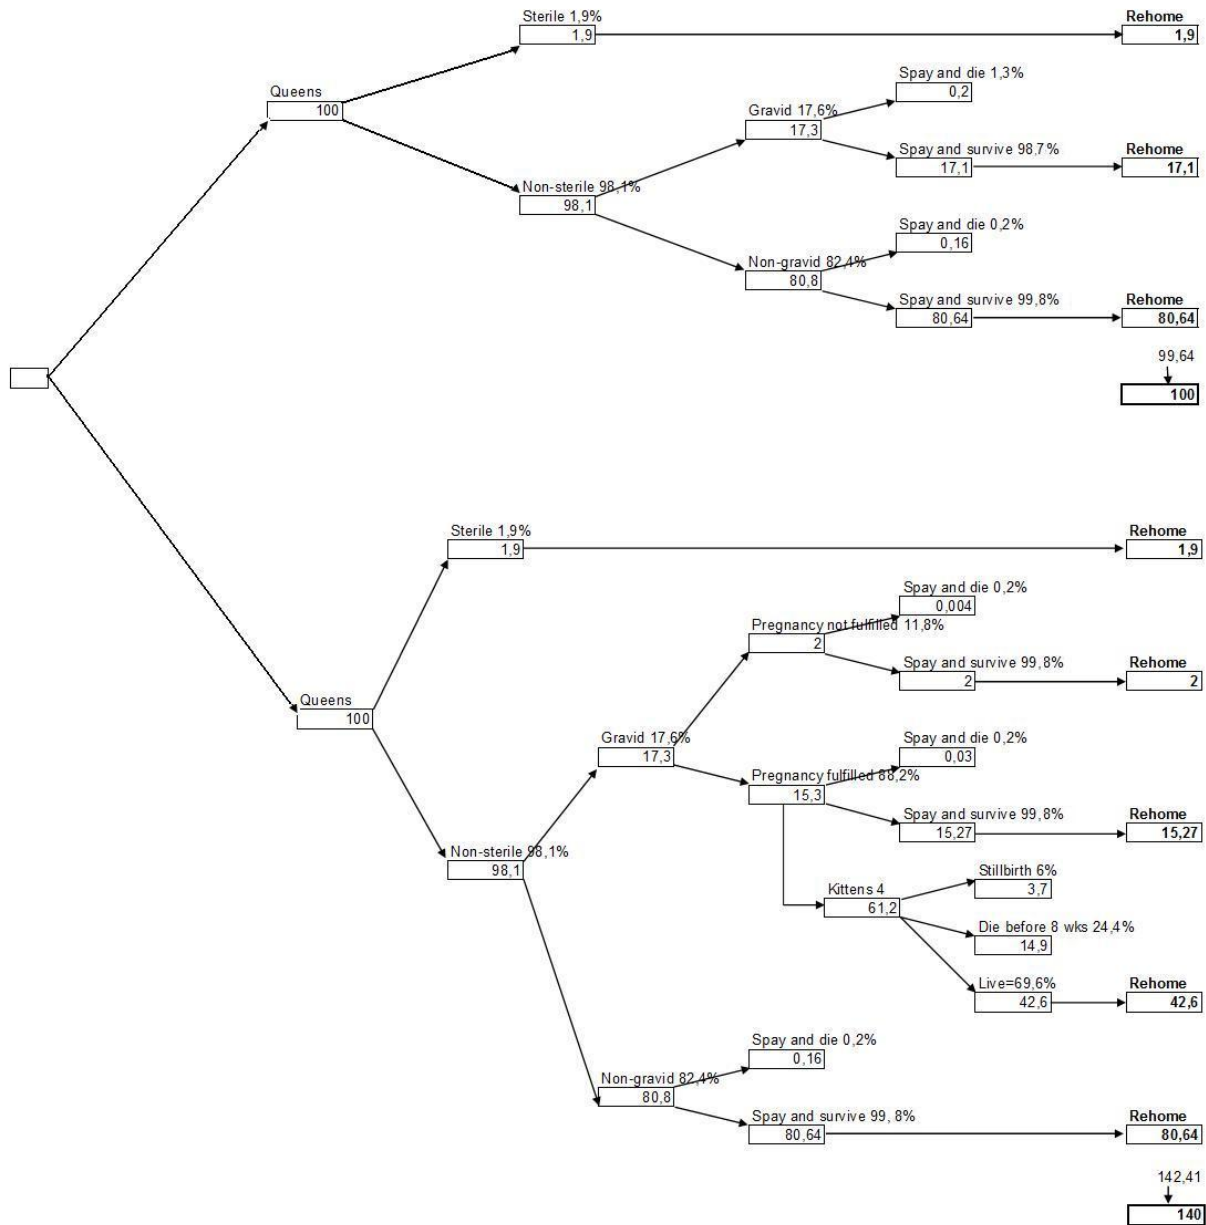 Sterile 1,9%
1,9
Rehome
1,9
Queens
100
Spay and die 1,3%
0,2
Gravid 17,6%
17,3
Spay and survive 98,7%
17,1
Rehome
17,1
Non-sterile 98,1%
98,1
Spay and die 0,2%
0,16
Non-gravid 82,4%
80,8
Spay and survive 99,8%
80,64
Rehome
80,64
99,64
100
Sterile 1,9%
1,9
Rehome
1,9
Spay and die 0,2%
0,004
Pregnancy not fulfilled 11,8%
2
Spay and survive 99,8%
2
Rehome
2
Queens
100
Gravid 17,6%
17,3
Spay and die 0,2%
0,03
Pregnancy fulfilled 88,2%
15,3
Spay and survive 99,8%
15,27
Rehome
15,27
Non-sterile 98,1%
98,1
Kittens 4
61,2
Stillbirth 6%
3,7
Die before 8 wks 24,4%
14,9
Live=69,6%
42,6
Rehome
42,6
Spay and die 0,2%
0,16
Non-gravid 82,4%
80,8
Spay and survive 99, 8%
80,64
Rehome
80,64
142,41
140